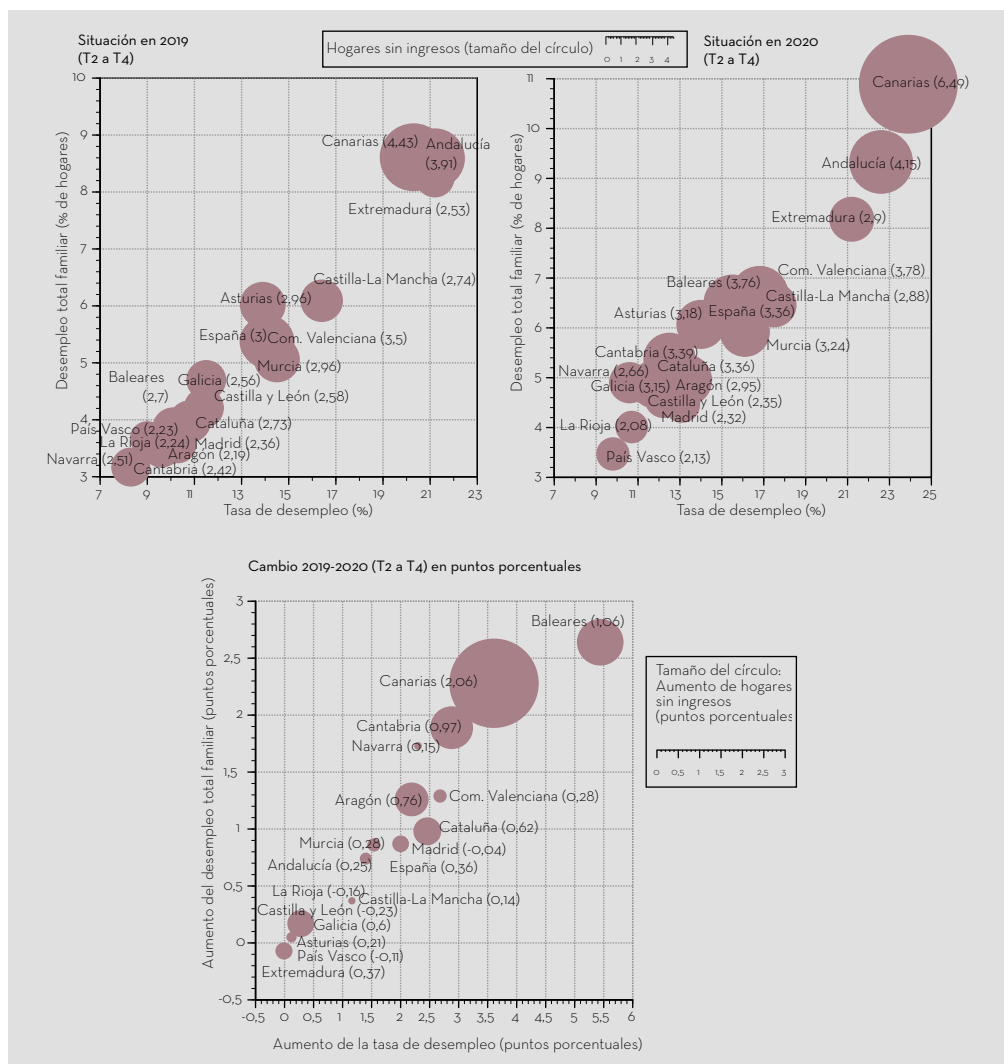 Situación en 2019
(T2 a T4)
Hogares sin ingresos (tamaño del círculo)
0 1 2 3 4
Situación en 2020
(T2 a T4)
Desempleo total familiar (% de hogares)
10
9
8
7
6
5
4
3
Canarias (4,43)
Andalucía
(3,91)
Extremadura (2,53)
Castilla-La Mancha (2,74)
Asturias (2,96)
España (3)
Com. Valenciana (3,5)
Murcia (2,96)
Baleares
(2,7)
Galicia (2,56)
Castilla y León (2,58)
País Vasco (2,23)
Cataluña (2,73)
La Rioja (2,24)
Madrid (2,36)
Aragón (2,19)
Navarra (2,51)
Cantabria (2,42)
7 9 11 13 15 17 19 21 23
Tasa de desempleo (%)
Desempleo total familiar (% de hogares)
11
10
9
8
7
6
5
4
3
Canarias (6,49)
Andalucía (4,15)
Extremadura (2,9)
Com. Valenciana (3,78)
Baleares (3,76)
Castilla-La Mancha (2,88)
Asturias (3,18)
España (3,36)
Murcia (3,24)
Cantabria (3,39)
Navarra (2,66)
Cataluña (3,36)
Galicia (3,15)
Aragón (2,95)
Castilla y León (2,35)
Madrid (2,32)
La Rioja (2,08)
País Vasco (2,13)
7 9 11 13 15 17 19 21 23 25
Tasa de desempleo (%)
Cambio 2019-2020 (T2 a T4) en puntos porcentuales
Aumento del desempleo total familiar (puntos porcentuales)
3
2,5
2
1,5
1
0,5
0
-0,5
Baleares (1,06)
Canarias (2,06)
Cantabria (0,97)
Navarra (0,15)
Aragón (0,76)
Com. Valenciana (0,28)
Cataluña (0,62)
Murcia (0,28)
Madrid (-0,04)
Andalucía (0,25)
España (0,36)
La Rioja (-0,16)
Castilla-La Mancha (0,14)
Castilla y León (-0,23)
Galicia (0,6)
Asturias (0,21)
País Vasco (-0,11)
Extremadura (0,37)
-0,5 0 0,5 1 1,5 2 2,5 3 3,5 4 4,5 5 5,5 6
Aumento de la tasa de desempleo (puntos porcentuales)
Tamaño del círculo:
Aumento de hogares
sin ingresos
(puntos porcentuales
0 0,5 1 1,5 2 2,5 3